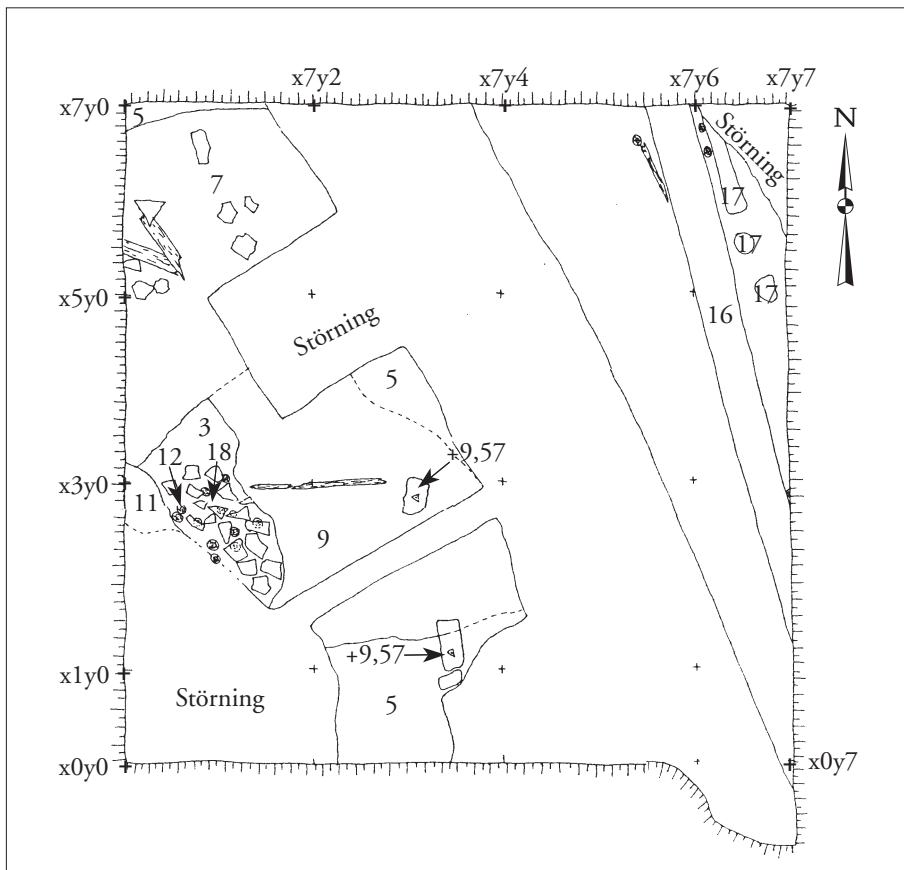 x7y2 x7y4 x7y6 x7y7
x7y0
5
Störning
N
7
17
17
17
x5y0
16
Störning
5
3
12 18
+9,57
x3y0
11
9
+9,57
x1y0
Störning
5
x0y0
x0y7